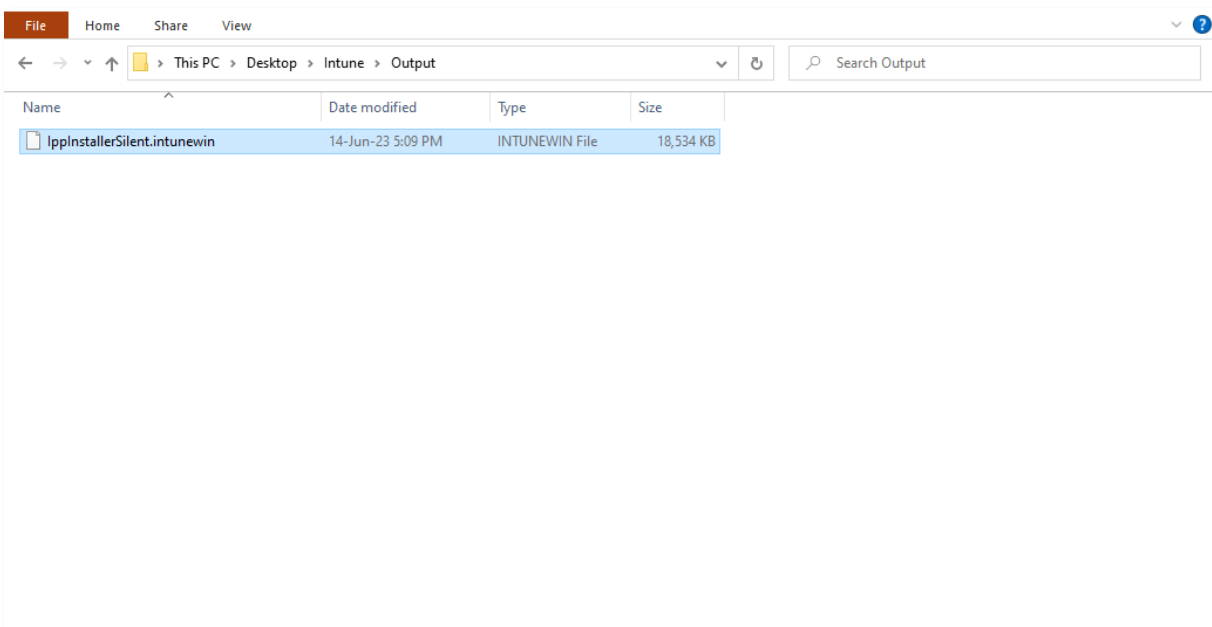 File Home Share View
This PC > Desktop > Intune > Output Search Output
Name Date modified Type Size
IppInstallerSilent.intunewin 14-Jun-23 5:09 PM INTUNEWIN File 18,534 KB